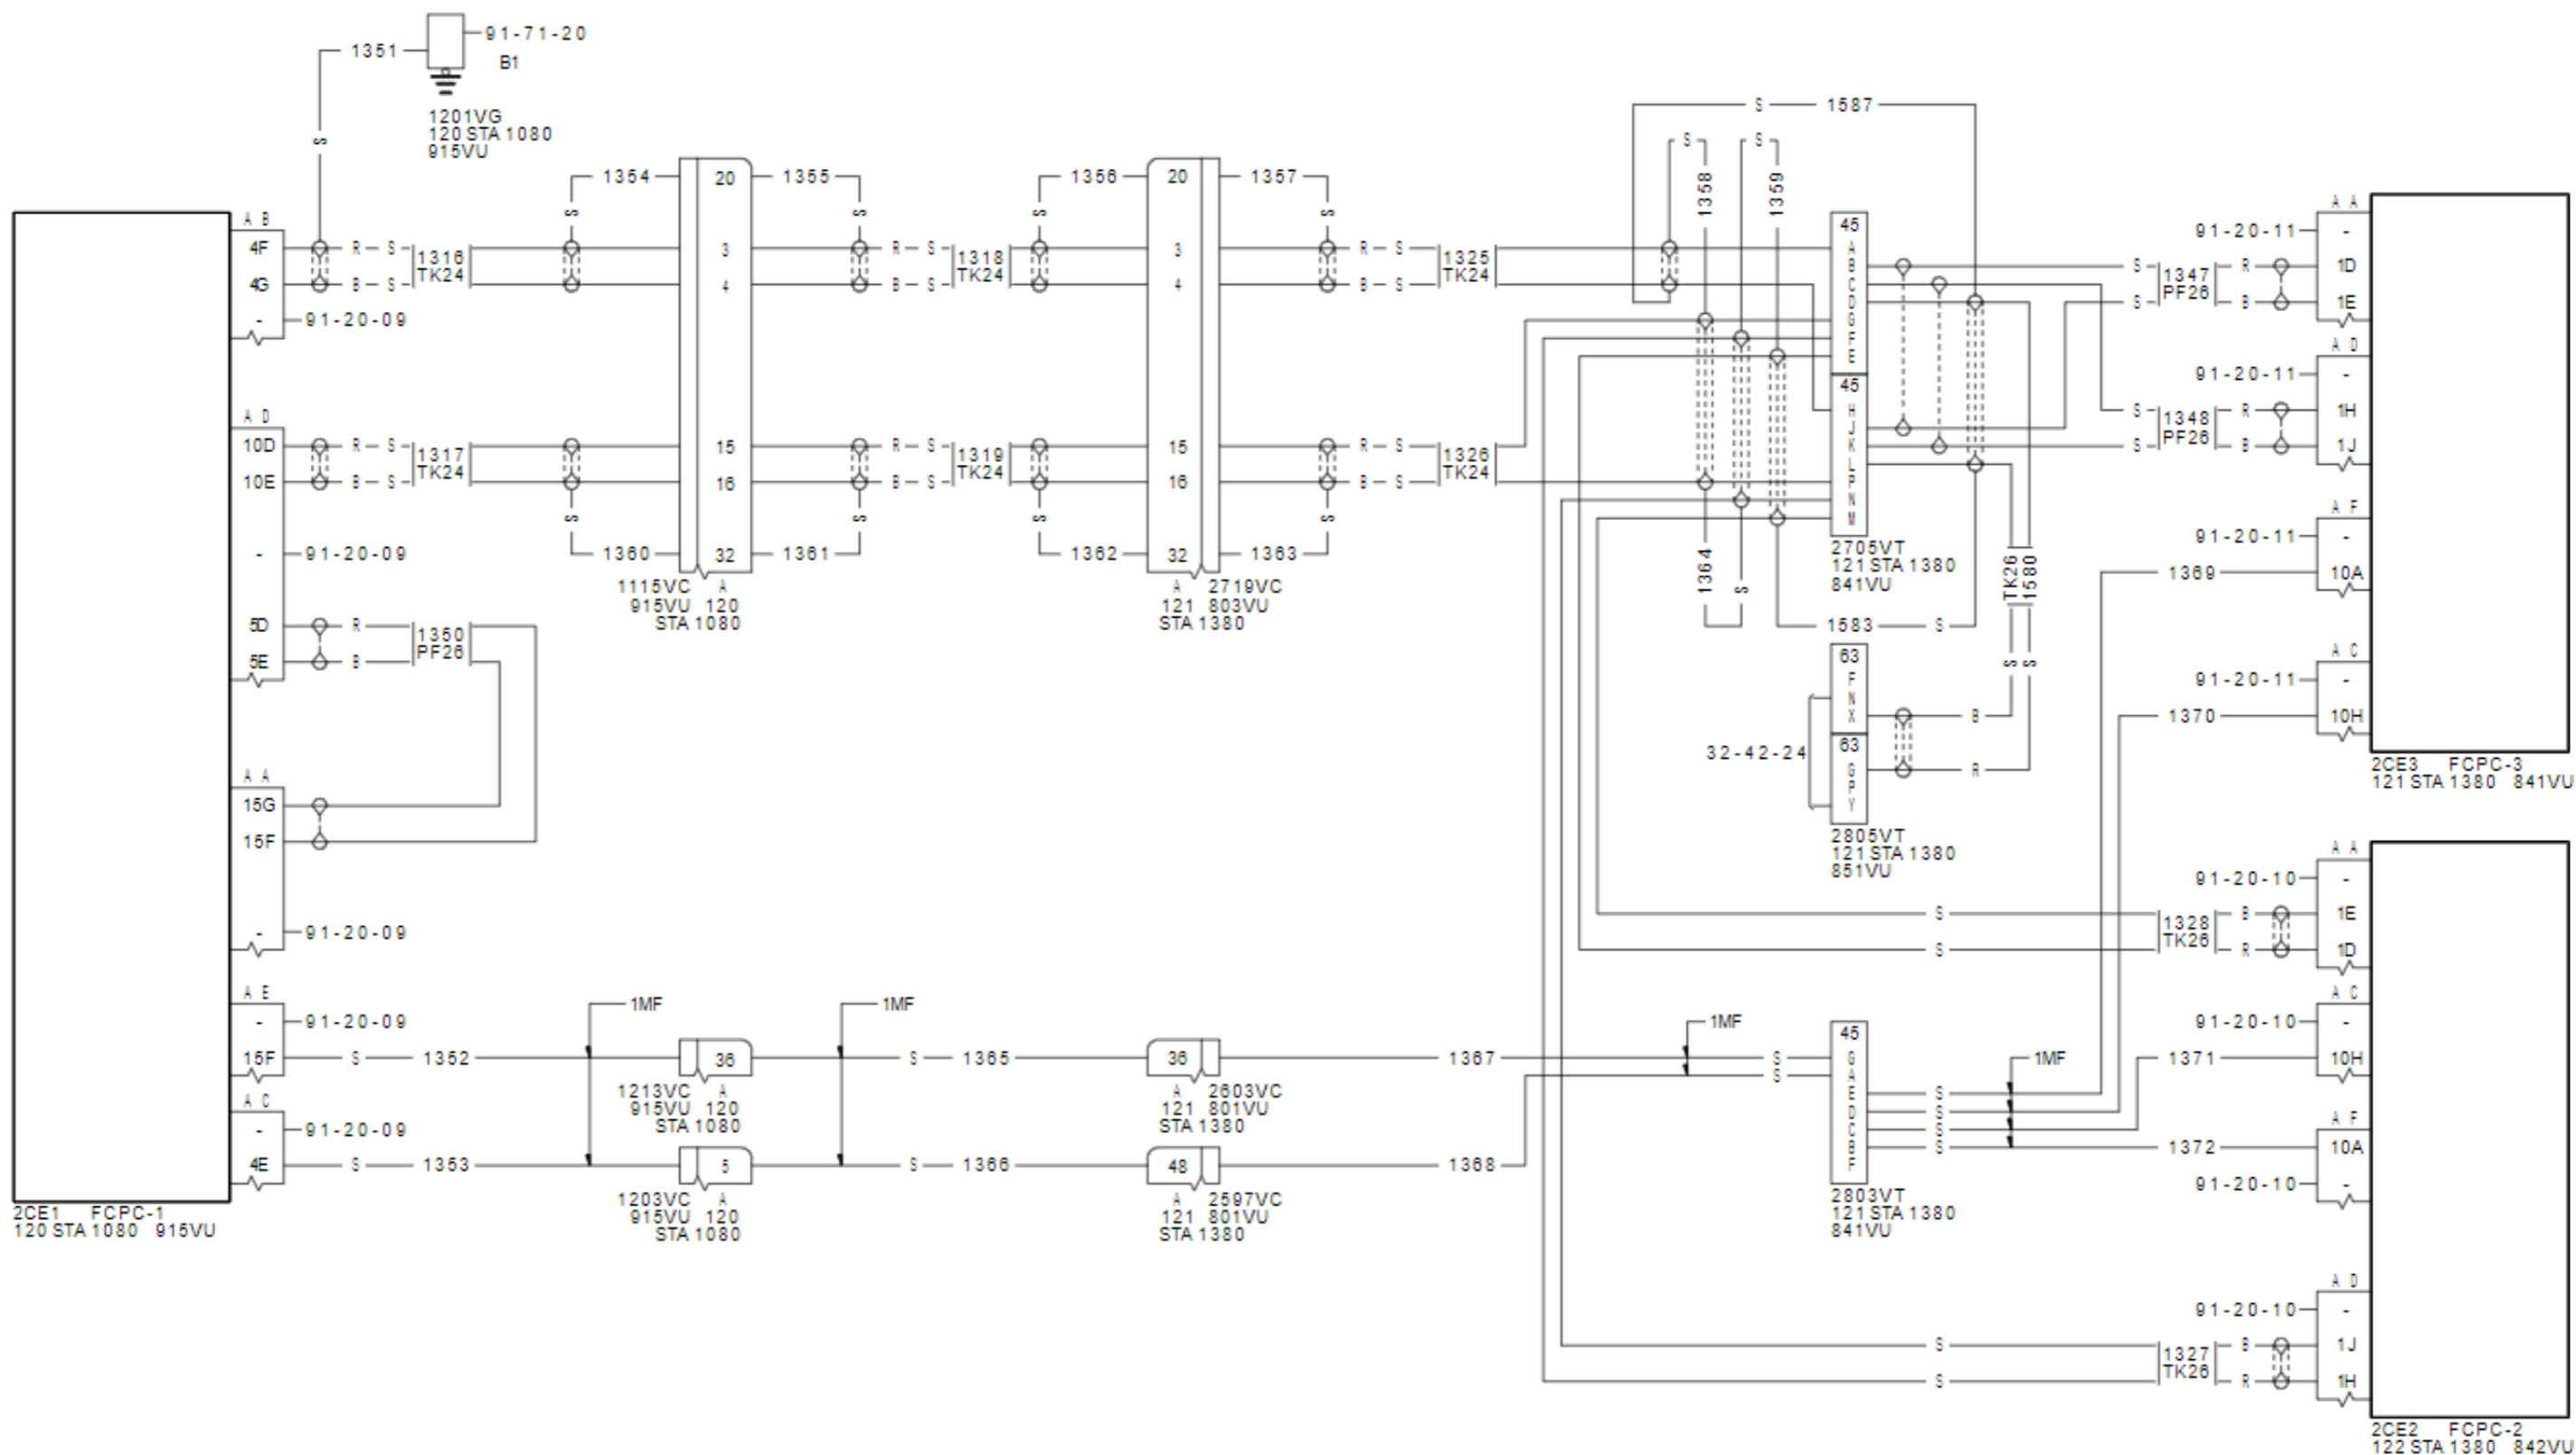 1351
91-71-20
B1
1201VG
120 STA 1080
915VU
S
A B
4F
4G
-
91-20-09
R S
B S
1316
TK24
A D
10D
10E
-
91-20-09
R S
B S
1317
TK24
5D
5E
R
B
1350
PF26
A A
15G
15F
-
91-20-09
A E
-
91-20-09
15F
S
1352
A C
-
91-20-09
4E
S
1353
2CE1 FCPC-1
120 STA 1080 915VU
1354
S
20
3
4
15
16
32
1355
S
S
1360
1361
S
1115VC A
915VU 120
STA 1080
R S
B S
1318
TK24
R S
B S
1319
TK24
1356
S
20
3
4
15
16
32
1357
S
S
1362
1363
S
A 2719VC
121 803VU
STA 1380
R S
B S
1325
TK24
R S
B S
1326
TK24
1MF
36
1213VC A
915VU 120
STA 1080
5
1203VC A
915VU 120
STA 1080
1MF
S
1365
S
1366
36
A 2603VC
121 801VU
STA 1380
48
A 2597VC
121 801VU
STA 1380
1367
1368
1MF
S
S
S 1587
S
1358
S
1359
1364
S
1583 S
45
A
B
C
D
G
F
E
45
H
J
K
L
P
N
M
2705VT
121 STA 1380
841VU
TK26
1580
S
S
63
F
N
X
63
G
P
Y
B
R
32-42-24
2805VT
121 STA 1380
851VU
S
S
45
G
A
E
D
C
B
F
S
S
S
S
1MF
2803VT
121 STA 1380
841VU
S
S
S
S
1347
PF26
R
B
S
S
1348
PF26
R
B
1369
1370
A A
91-20-11
-
1D
1E
A D
91-20-11
-
1H
1J
A F
91-20-11
-
10A
A C
91-20-11
-
10H
2CE3 FCPC-3
121 STA 1380 841VU
A A
91-20-10
-
1328
TK26
B
R
1E
1D
A C
91-20-10
-
1371
10H
A F
1372
10A
91-20-10
-
A D
91-20-10
-
1327
TK26
B
R
1J
1H
2CE2 FCPC-2
122 STA 1380 842VU